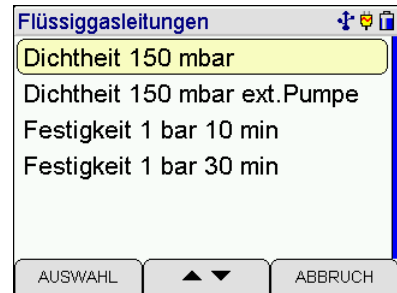 Flüssiggasleitungen
Dichtheit 150 mbar
Dichtheit 150 mbar ext.Pumpe
Festigkeit 1 bar 10 min
Festigkeit 1 bar 30 min
AUSWAHL ▲ ▼ ABBRUCH